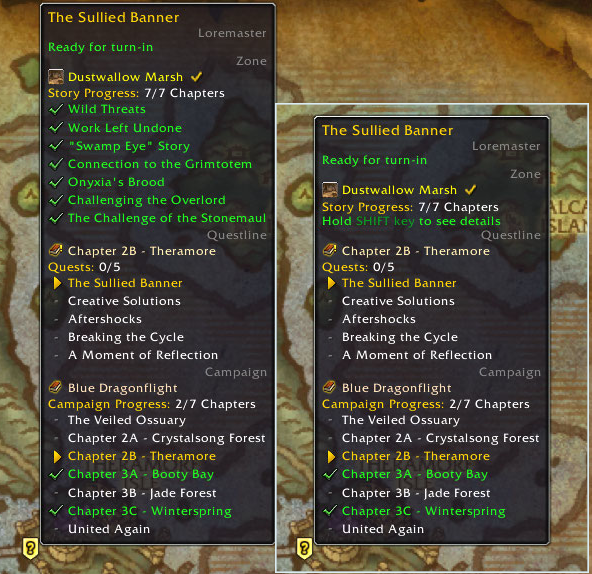 The Sullied Banner
Loremaster
Ready for turn-in
Zone
Dustwallow Marsh
Story Progress: 7/7 Chapters
Wild Threats
Work Left Undone
"Swamp Eye" Story
Connection to the Grimtotem
Onyxia's Brood
Challenging the Overlord
The Challenge of the Stonemaul
Questline
Chapter 2B - Theramore
Quests: 0/5
The Sullied Banner
- Creative Solutions
- Aftershocks
- Breaking the Cycle
- A Moment of Reflection
Campaign
Blue Dragonflight
Campaign Progress: 2/7 Chapters
- The Veiled Ossuary
- Chapter 2A - Crystalsong Forest
Chapter 2B - Theramore
Chapter 3A - Booty Bay
- Chapter 3B - Jade Forest
Chapter 3C - Winterspring
- United Again
The Sullied Banner
Loremaster
Ready for turn-in
Zone
Dustwallow Marsh
Story Progress: 7/7 Chapters
Hold SHIFT key to see details
Questline
Chapter 2B - Theramore
Quests: 0/5
The Sullied Banner
- Creative Solutions
- Aftershocks
- Breaking the Cycle
- A Moment of Reflection
Campaign
Blue Dragonflight
Campaign Progress: 2/7 Chapters
- The Veiled Ossuary
- Chapter 2A - Crystalsong Forest
Chapter 2B - Theramore
Chapter 3A - Booty Bay
- Chapter 3B - Jade Forest
Chapter 3C - Winterspring
- United Again